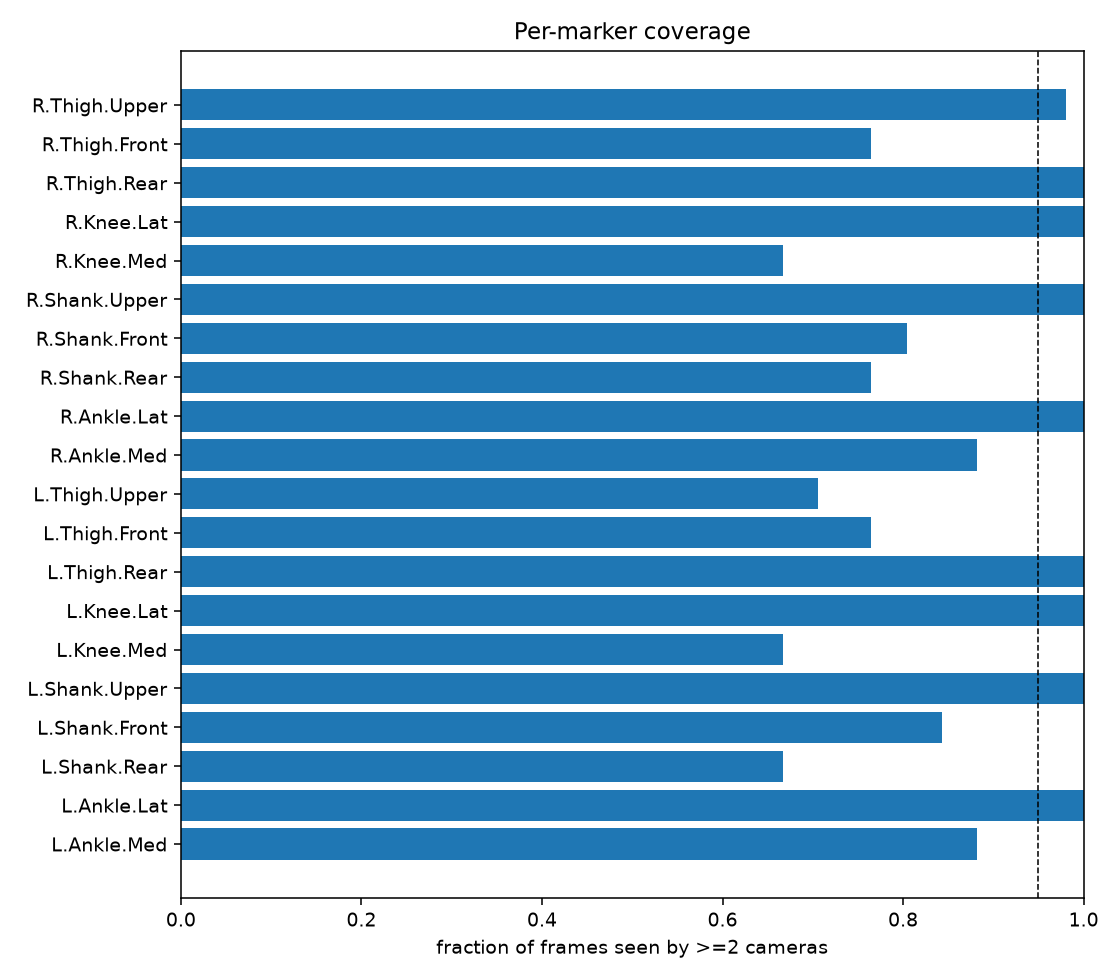 Per-marker coverage
R.Thigh.Upper
R.Thigh.Front
R.Thigh.Rear
R.Knee.Lat
R.Knee.Med
R.Shank.Upper
R.Shank.Front
R.Shank.Rear
R.Ankle.Lat
R.Ankle.Med
L.Thigh.Upper
L.Thigh.Front
L.Thigh.Rear
L.Knee.Lat
L.Knee.Med
L.Shank.Upper
L.Shank.Front
L.Shank.Rear
L.Ankle.Lat
L.Ankle.Med
0.0 0.2 0.4 0.6 0.8 1.0
fraction of frames seen by >=2 cameras